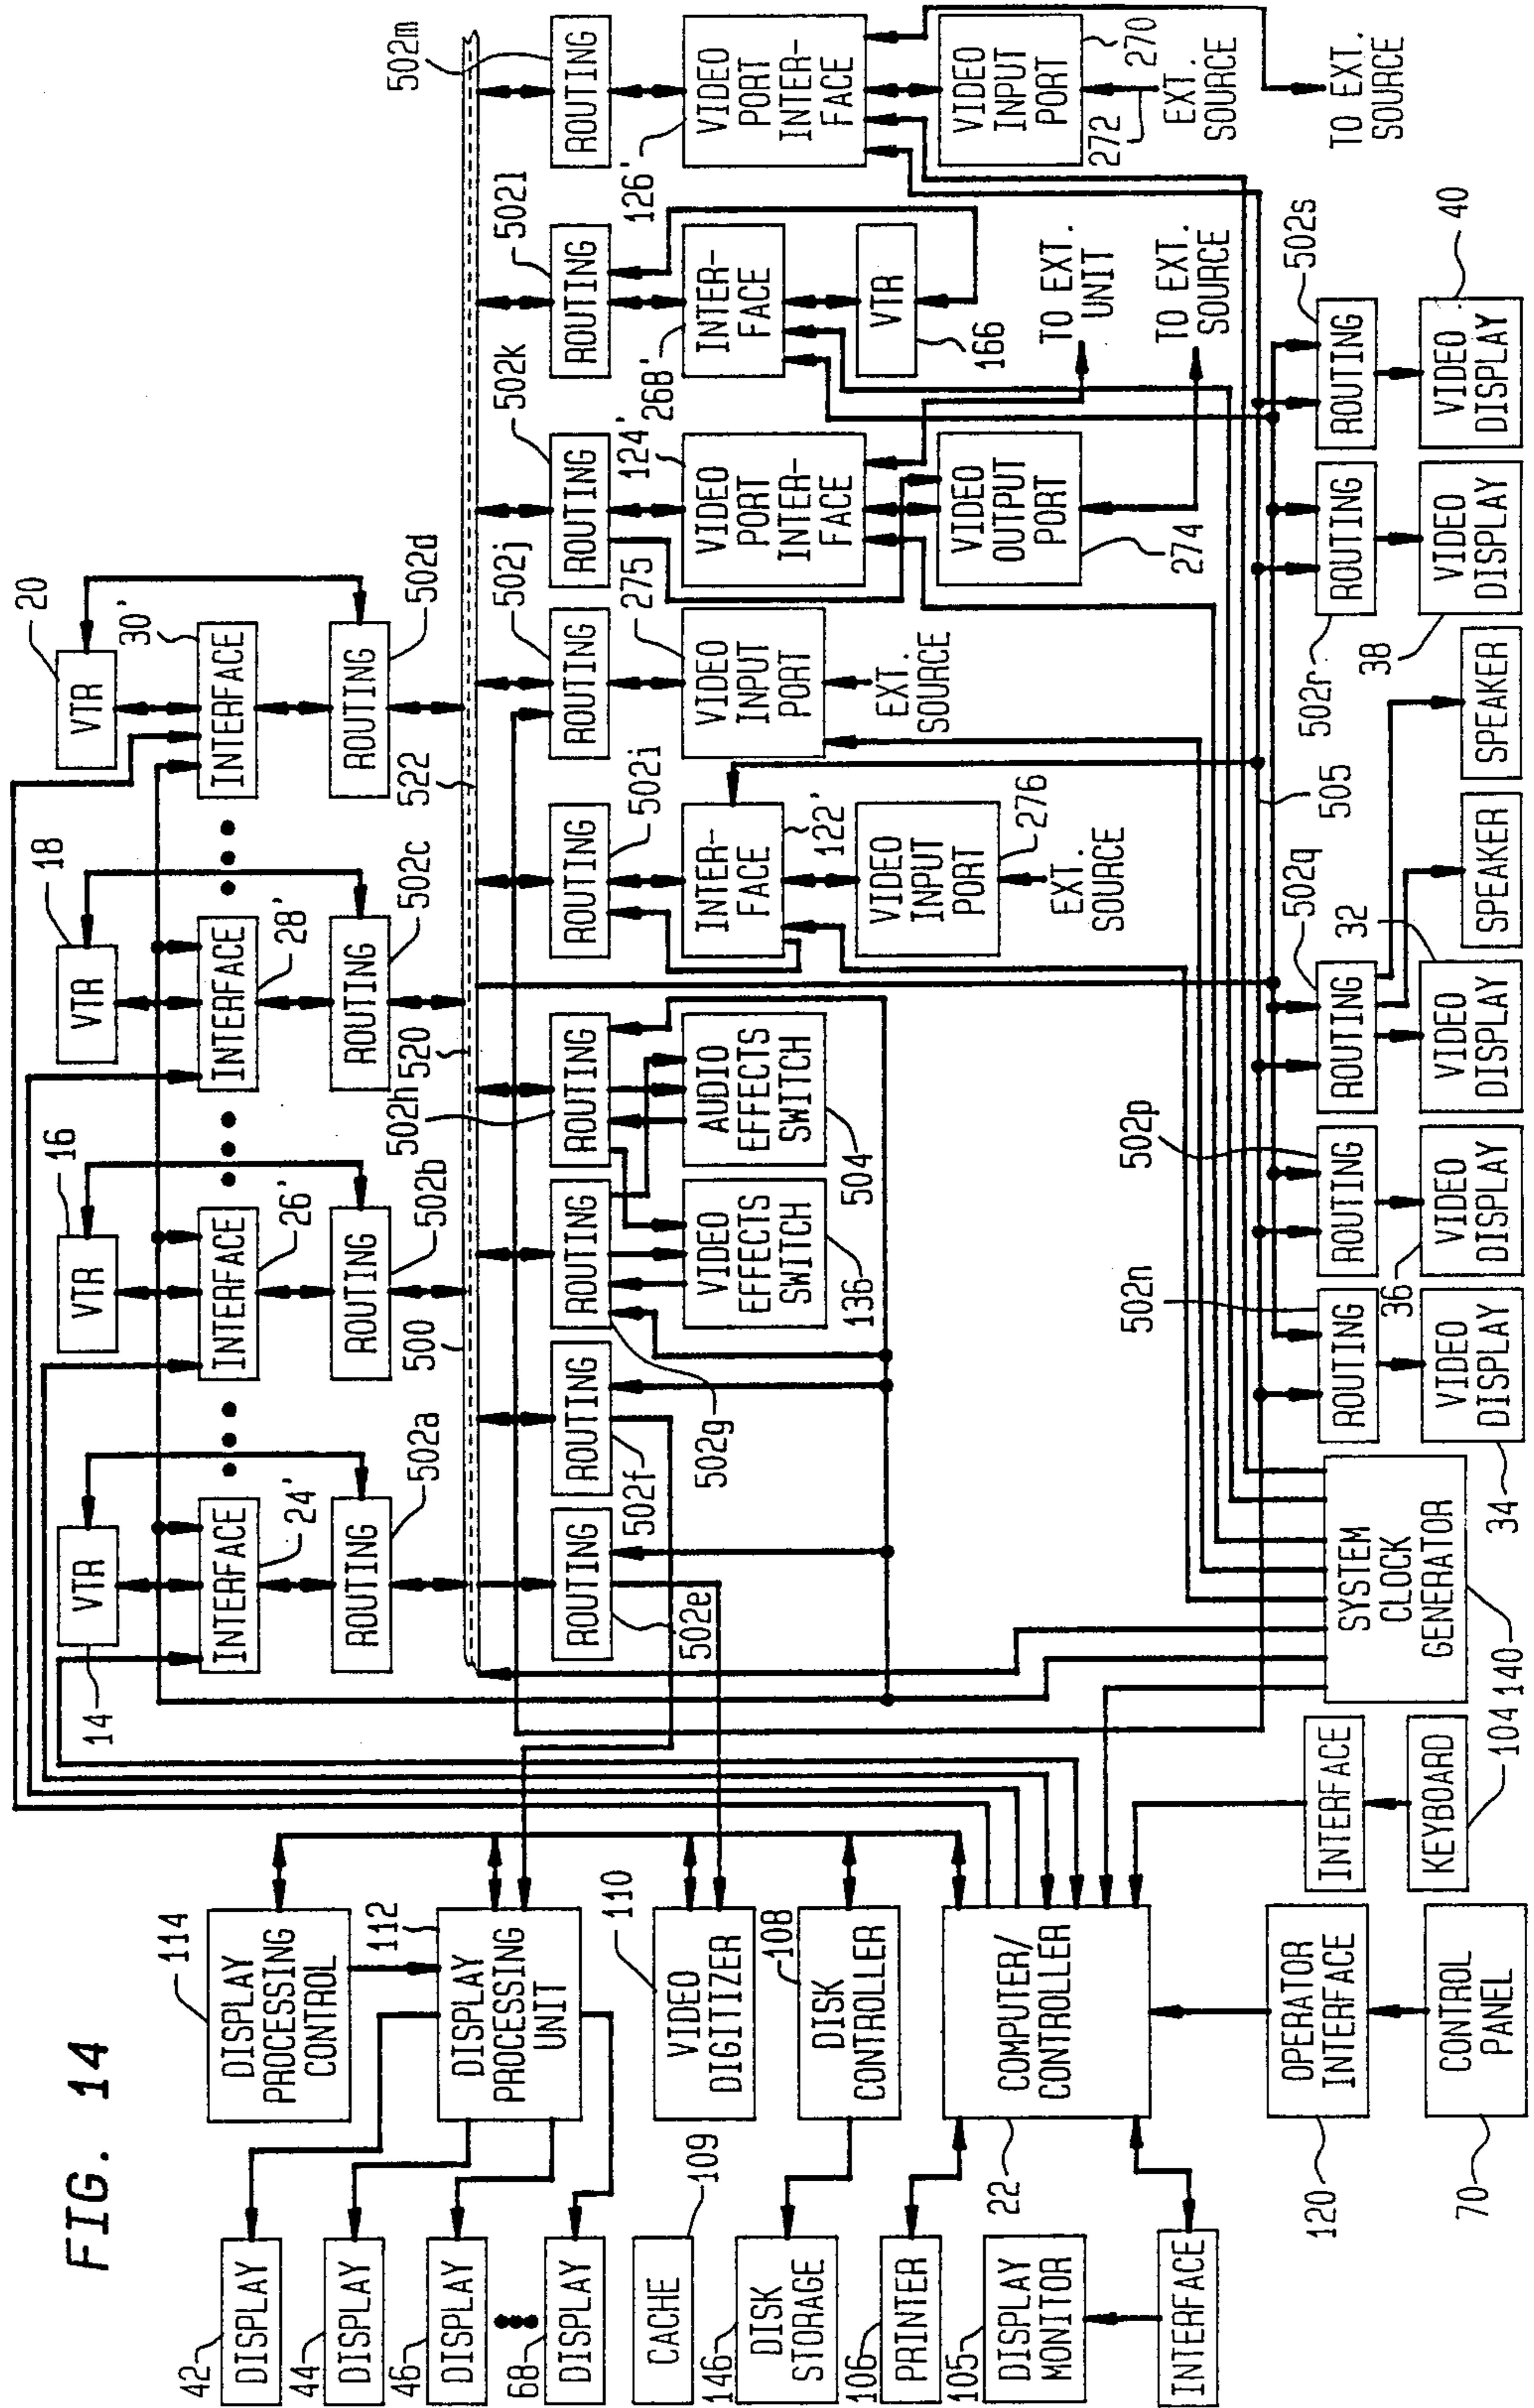 FIG. 14
42
DISPLAY
44
DISPLAY
46
DISPLAY
68
DISPLAY
CACHE
109
146
DISK
STORAGE
106
PRINTER
105
DISPLAY
MONITOR
INTERFACE
114
DISPLAY
PROCESSING
CONTROL
112
DISPLAY
PROCESSING
UNIT
110
VIDEO
DIGITIZER
108
DISK
CONTROLLER
COMPUTER/
CONTROLLER
22
120
OPERATOR
INTERFACE
70
CONTROL
PANEL
INTERFACE
KEYBOARD
104
14
VTR
INTERFACE
24'
ROUTING
502a
16
VTR
INTERFACE
26'
ROUTING
502b
18
VTR
INTERFACE
28'
ROUTING
502c
20
VTR
INTERFACE
30'
ROUTING
502d
500
520
522
ROUTING
502e
ROUTING
502f
ROUTING
502g
VIDEO
EFFECTS
SWITCH
136
502h
ROUTING
AUDIO
EFFECTS
SWITCH
504
ROUTING
502i
INTER-
FACE
122'
VIDEO
INPUT
PORT
276
EXT.
SOURCE
502j
ROUTING
275
VIDEO
INPUT
PORT
EXT.
SOURCE
502k
ROUTING
124'
VIDEO
PORT
INTER-
FACE
VIDEO
OUTPUT
PORT
274
TO EXT.
UNIT
TO EXT.
SOURCE
502l
ROUTING
26B'
INTER-
FACE
VTR
166
502m
ROUTING
126'
VIDEO
PORT
INTER-
FACE
VIDEO
INPUT
PORT
270
272
EXT.
SOURCE
TO EXT.
SOURCE
SYSTEM
CLOCK
GENERATOR
140
502n
ROUTING
VIDEO
DISPLAY
34
502p
ROUTING
36
VIDEO
DISPLAY
502q
ROUTING
32
VIDEO
DISPLAY
SPEAKER
SPEAKER
505
502r
ROUTING
38
VIDEO
DISPLAY
502s
ROUTING
40
VIDEO
DISPLAY